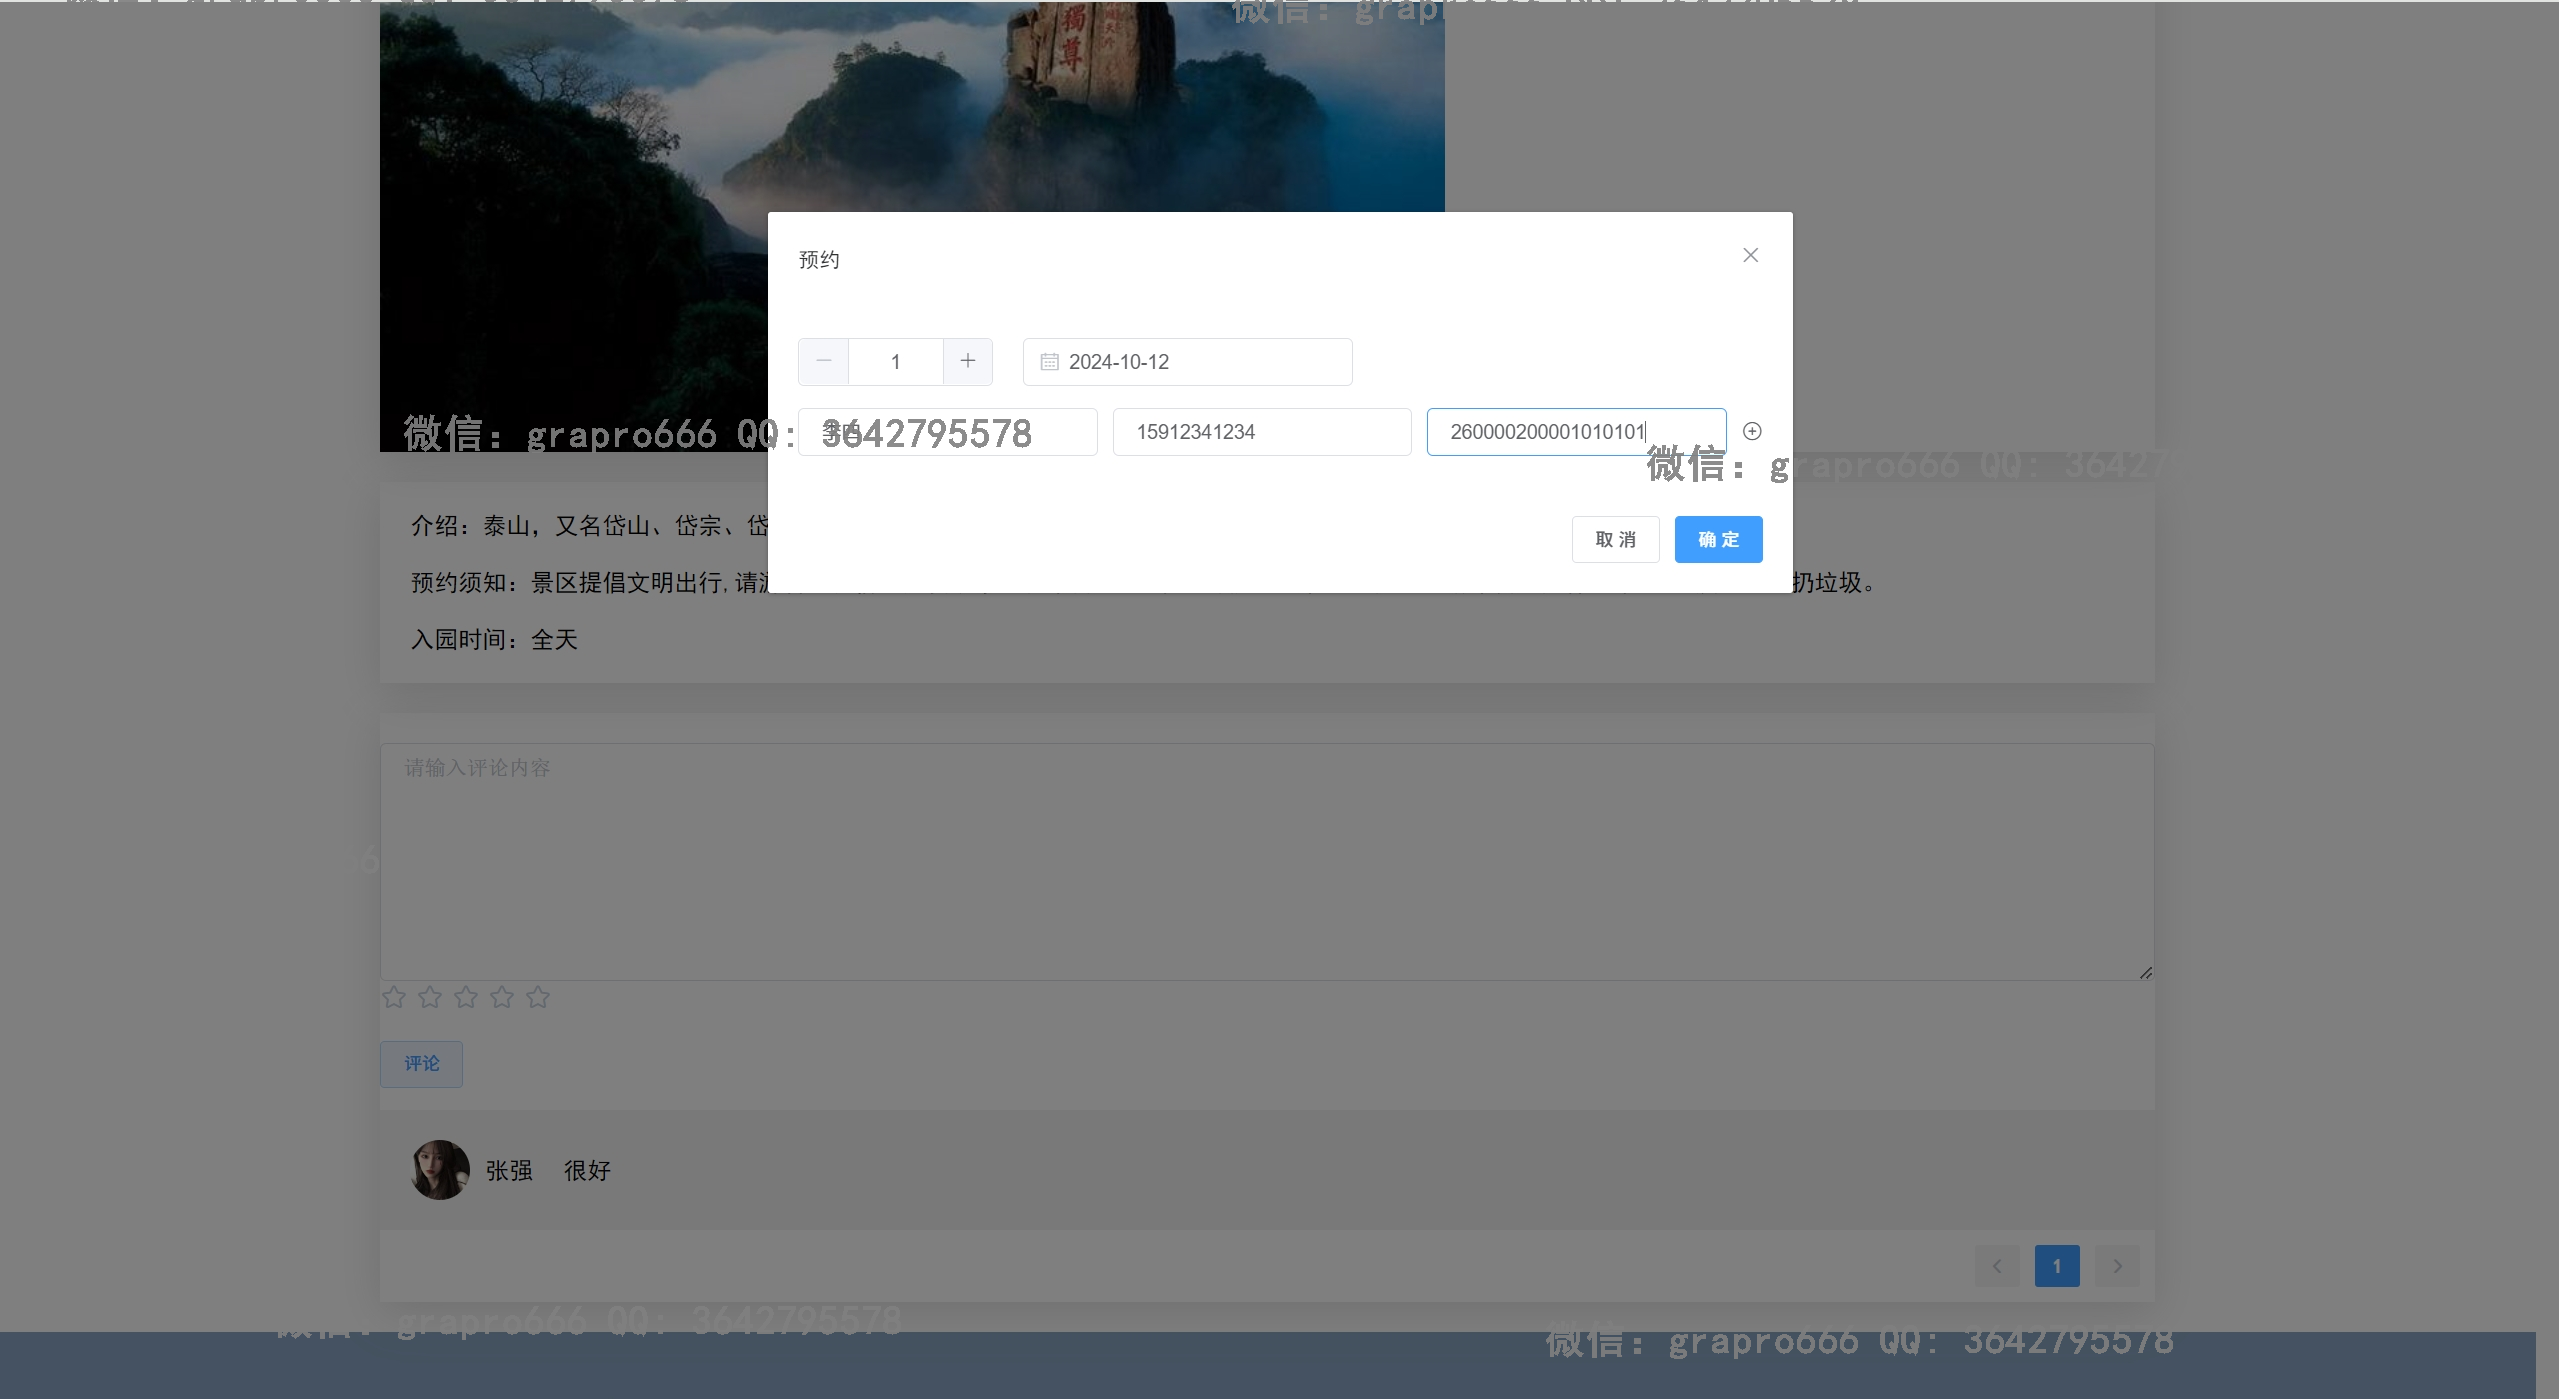 獨
尊
预约
1
2024-10-12
15912341234
260000200001010101
微信: grapro666 QQ: 3642795578
微信: grapro666 QQ: 36427
取消
确定
介绍：泰山，又名岱山、岱宗、岱
预约须知：景区提倡文明出行,请
扔垃圾。
入园时间：全天
请输入评论内容
评论
张强 很好
1
微信: grapro666 QQ: 3642795578
微信: grapro666 QQ: 3642795578